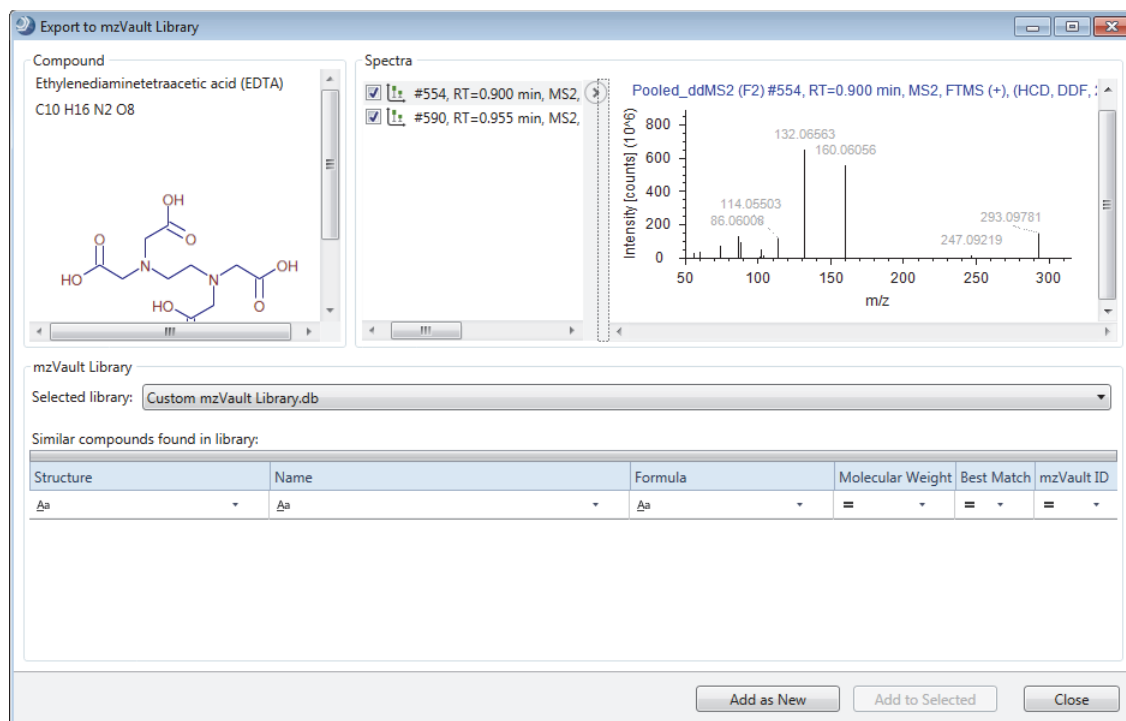 Export to mzVault Library
Compound
Ethylenediaminetetraacetic acid (EDTA)
C10 H16 N2 O8
OH
O
O
HO
N
N
OH
O
HO
Spectra
#554, RT=0.900 min, MS2,
#590, RT=0.955 min, MS2,
Pooled_ddMS2 (F2) #554, RT=0.900 min, MS2, FTMS (+), (HCD, DDF,
Intensity [counts] (10^6)
800
600
400
200
0
132.06563
160.06056
114.05503
86.06008
293.09781
247.09219
50
100
150
200
250
300
m/z
mzVault Library
Selected library: Custom mzVault Library.db
Similar compounds found in library:
Structure Name Formula Molecular Weight Best Match mzVault ID
Aa Aa Aa = = =
Add as New Add to Selected Close